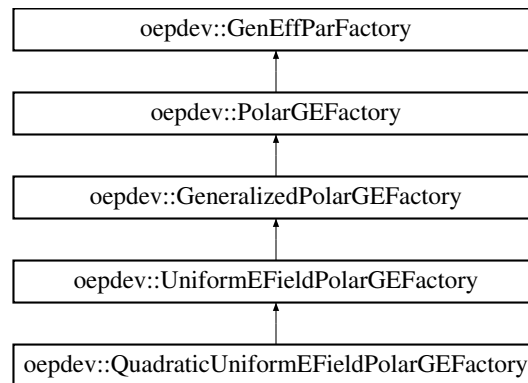 oepdev::GenEffParFactory
oepdev::PolarGEFactory
oepdev::GeneralizedPolarGEFactory
oepdev::UniformEFieldPolarGEFactory
oepdev::QuadraticUniformEFieldPolarGEFactory